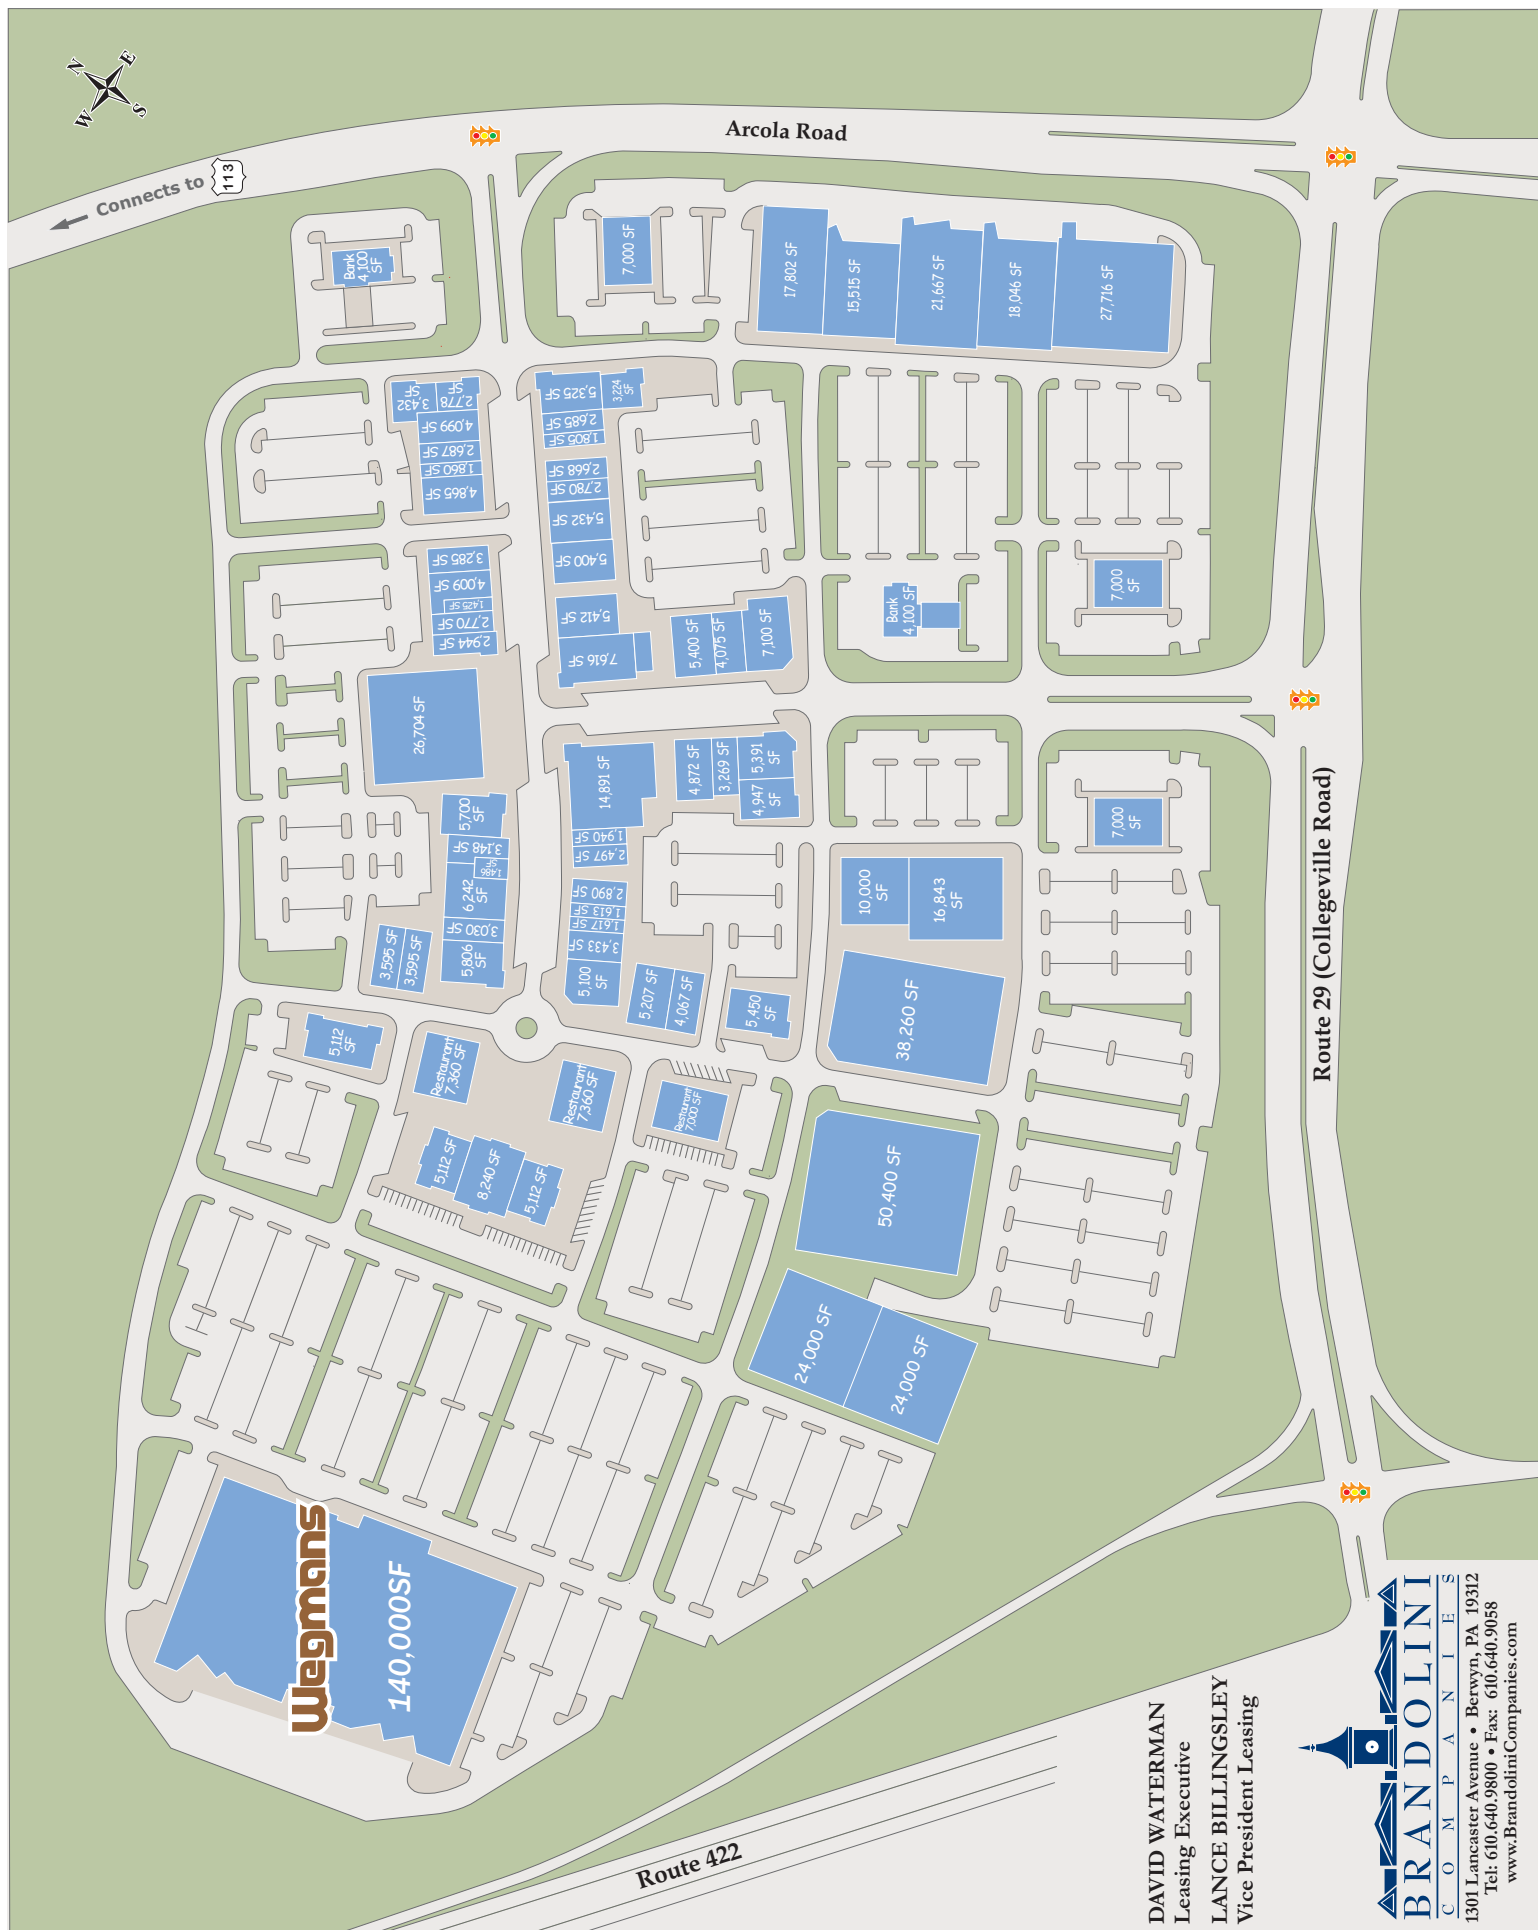 N
E
W
S
Arcola Road
Connects to 113
Bank
4,100
SF
7,000 SF
17,802 SF
15,515 SF
21,667 SF
18,046 SF
27,716 SF
3,432
SF
2,778
SF
4,099 SF
2,687 SF
1,860 SF
4,865 SF
5,325 SF
3,224
SF
2,685 SF
1,805 SF
2,668 SF
2,780 SF
5,432 SF
5,400 SF
3,285 SF
4,009 SF
1,425 SF
2,770 SF
2,944 SF
5,412 SF
7,616 SF
5,400 SF
4,075 SF
7,100 SF
Bank
4,100 SF
7,000
SF
26,704 SF
14,891 SF
4,872 SF
3,269 SF
5,391
SF
4,947
SF
7,000
SF
5,700
SF
3,148 SF
1,486
SF
6,242
SF
3,030 SF
5,806
SF
3,595 SF
3,595 SF
1,940 SF
2,497 SF
2,890 SF
1,613 SF
1,617 SF
3,433 SF
5,100
SF
5,207 SF
4,067 SF
5,450
SF
10,000
SF
16,843
SF
38,260 SF
5,112
SF
Restaurant
7,360 SF
Restaurant
7,360 SF
Restaurant
7,000 SF
5,112 SF
8,240 SF
5,112 SF
50,400 SF
24,000 SF
24,000 SF
Wegmans
140,000SF
Route 29 (Collegeville Road)
Route 422
DAVID WATERMAN
Leasing Executive
LANCE BILLINGSLEY
Vice President Leasing
BRANDOLINI
COMPANIES
1301 Lancaster Avenue • Berwyn, PA 19312
Tel: 610.640.9800 • Fax: 610.640.9058
www.BrandoliniCompanies.com